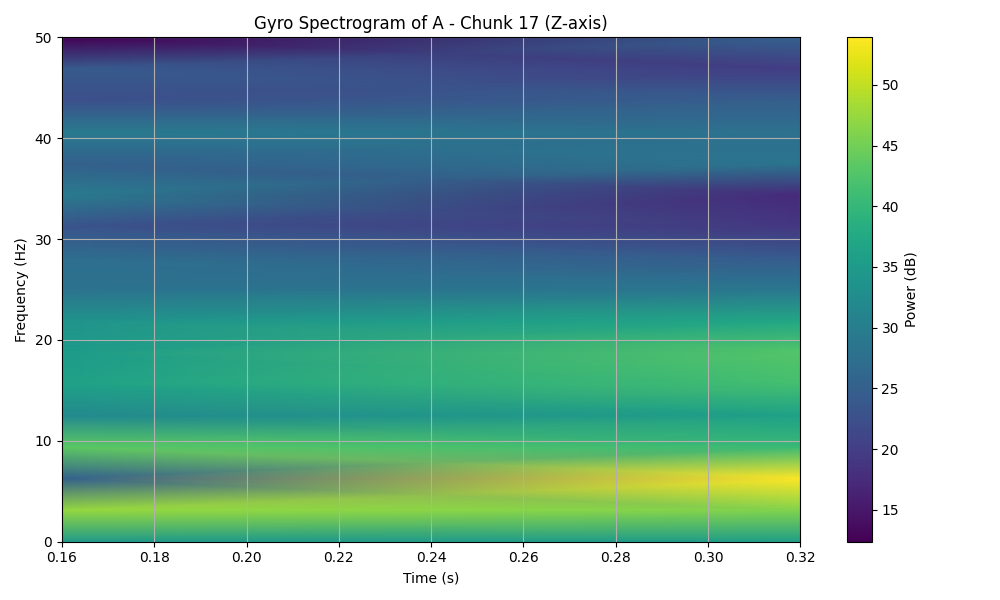 Gyro Spectrogram of A - Chunk 17 (Z-axis)
50
40
30
20
10
0
Frequency (Hz)
0.16 0.18 0.20 0.22 0.24 0.26 0.28 0.30 0.32
Time (s)
50
45
40
35
30
25
20
15
Power (dB)